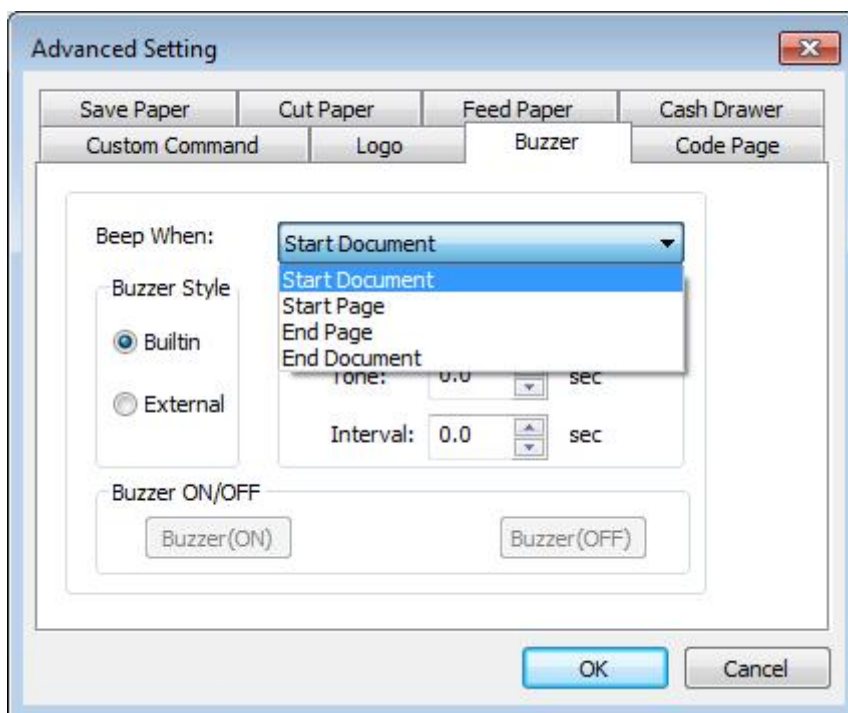 Advanced Setting
Save Paper Cut Paper Feed Paper Cash Drawer
Custom Command Logo Buzzer Code Page
Beep When: Start Document
Start Document
Start Page
End Page
End Document
Buzzer Style
Builtin
External
Tone: 0.0 sec
Interval: 0.0 sec
Buzzer ON/OFF
Buzzer(ON) Buzzer(OFF)
OK Cancel